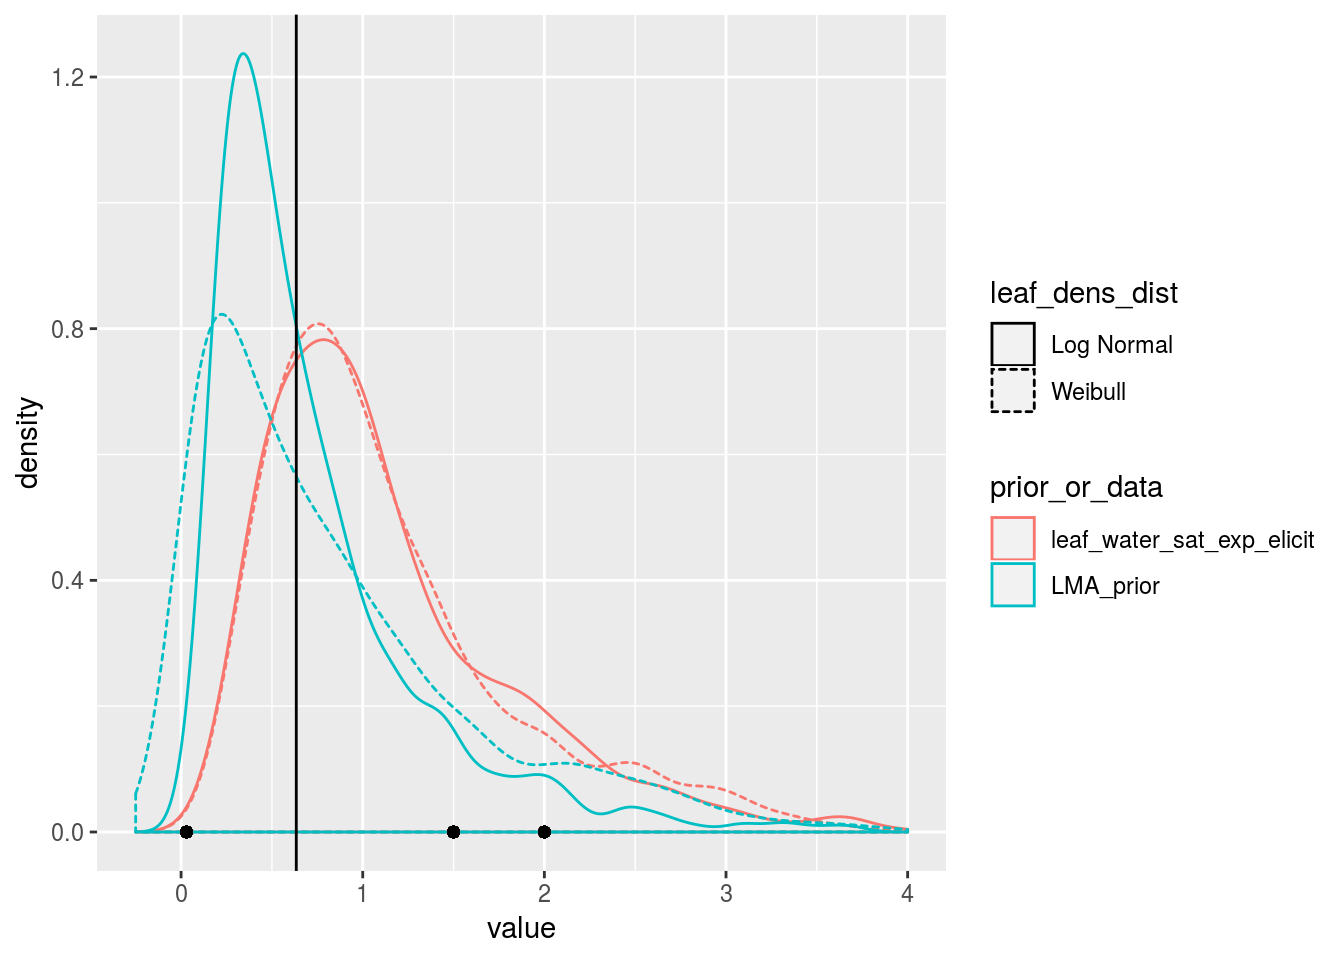 1.2
0.8
0.4
0.0
density
0
1
2
3
4
value
leaf_dens_dist
Log Normal
Weibull
prior_or_data
leaf_water_sat_exp_elicit
LMA_prior